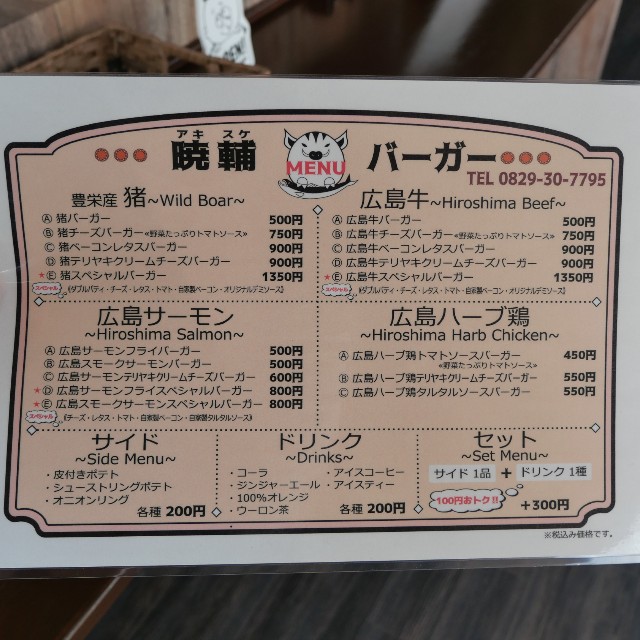 アキ スケ
暁輔 MENU バーガー
TEL 0829-30-7795
豊栄産 猪~Wild Boar~
Ⓐ 猪バーガー 500円
Ⓑ 猪チーズバーガー≪野菜たっぷりトマトソース≫ 750円
Ⓒ 猪ベーコンレタスバーガー 900円
Ⓓ 猪テリヤキクリームチーズバーガー 900円
★Ⓔ 猪スペシャルバーガー 1350円
スペシャル ≪ダブルパティ・チーズ・レタス・トマト・自家製ベーコン・オリジナルデミソース≫
広島牛~Hiroshima Beef~
Ⓐ 広島牛バーガー 500円
Ⓑ 広島牛チーズバーガー≪野菜たっぷりトマトソース≫ 750円
Ⓒ 広島牛ベーコンレタスバーガー 900円
Ⓓ 広島牛テリヤキクリームチーズバーガー 900円
★Ⓔ 広島牛スペシャルバーガー 1350円
スペシャル ≪ダブルパティ・チーズ・レタス・トマト・自家製ベーコン・オリジナルデミソース≫
広島サーモン
~Hiroshima Salmon~
Ⓐ 広島サーモンフライバーガー 500円
Ⓑ 広島スモークサーモンバーガー 500円
Ⓒ 広島サーモンテリヤキクリームチーズバーガー 600円
★Ⓓ 広島サーモンフライスペシャルバーガー 800円
★Ⓔ 広島スモークサーモンスペシャルバーガー 800円
スペシャル ≪チーズ・レタス・トマト・自家製ベーコン・自家製タルタルソース≫
広島ハーブ鶏
~Hiroshima Harb Chicken~
Ⓐ 広島ハーブ鶏トマトソースバーガー 450円
≪野菜たっぷりトマトソース≫
Ⓑ 広島ハーブ鶏テリヤキクリームチーズバーガー 550円
Ⓒ 広島ハーブ鶏タルタルソースバーガー 550円
サイド
~Side Menu~
・皮付きポテト
・シューストリングポテト
・オニオンリング
各種 200円
ドリンク
~Drinks~
・コーラ ・アイスコーヒー
・ジンジャーエール ・アイスティー
・100%オレンジ
・ウーロン茶 各種 200円
セット
~Set Menu~
サイド 1品 + ドリンク 1種
100円おトク!! +300円
※税込み価格です。